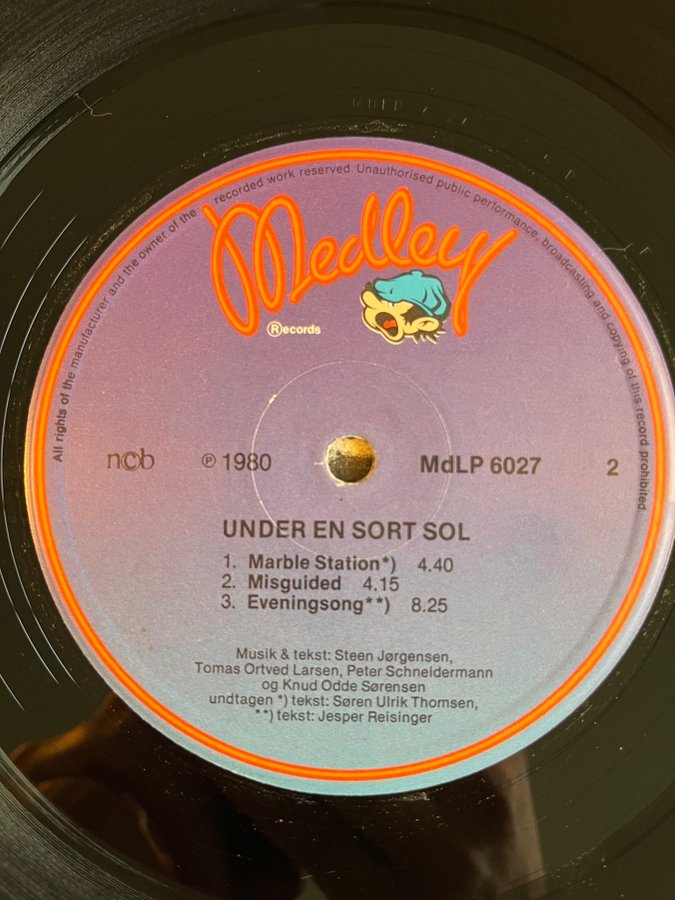 MDLP
All rights of the manufacturer and the owner of the recorded work reserved. Unauthorised public performance, broadcasting and copying of this record prohibited.
Medley
®ecords
n©b ℗ 1980 MdLP 6027 2
UNDER EN SORT SOL
1. Marble Station*) 4.40
2. Misguided 4.15
3. Eveningsong**) 8.25
Musik & tekst: Steen Jørgensen,
Tomas Ortved Larsen, Peter Schneidermann
og Knud Odde Sørensen
undtagen *) tekst: Søren Ulrik Thomsen,
**) tekst: Jesper Reisinger